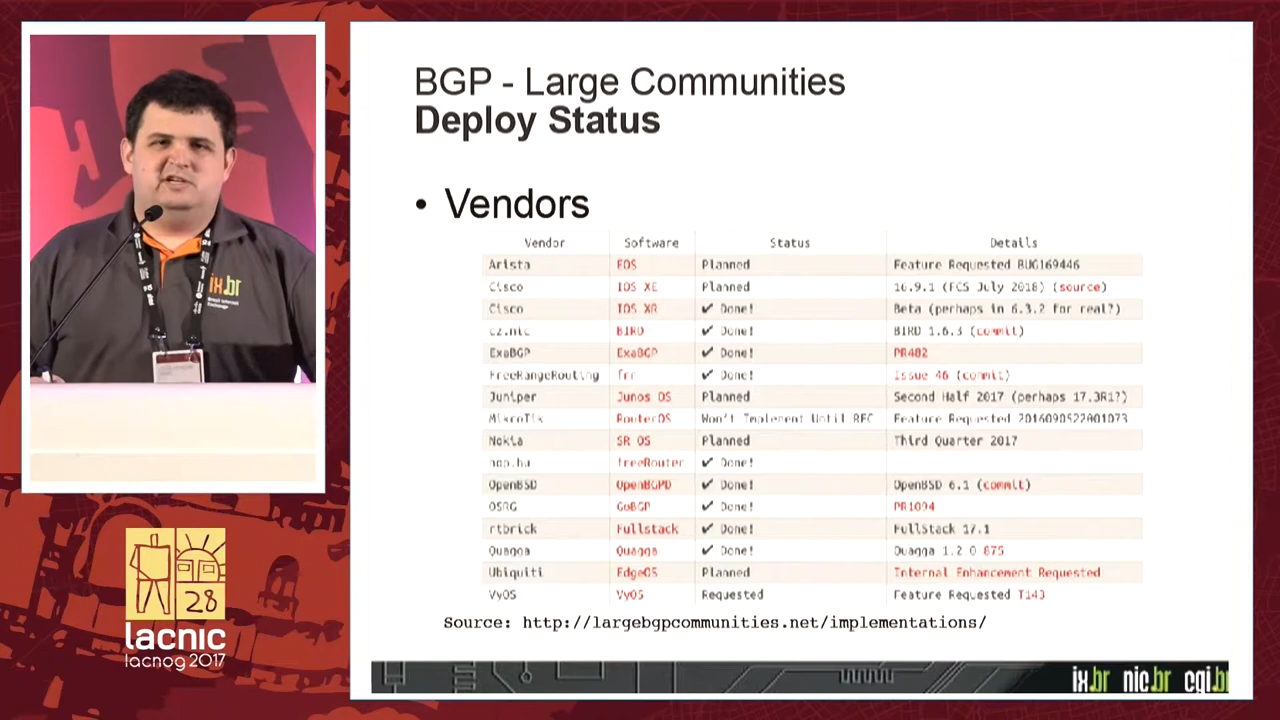 BGP - Large Communities
Deploy Status
• Vendors
Vendor Software Status Details
Arista EOS Planned Feature Requested BUG169446
Cisco IOS XE Planned 16.9.1 (FCS July 2018) (source)
Cisco IOS XR ✔ Done! Beta (perhaps in 6.3.2 for real?)
cz.nic BIRD ✔ Done! BIRD 1.6.3 (commit)
ExaBGP ExaBGP ✔ Done! PR482
FreeRangeRouting frr ✔ Done! Issue 46 (commit)
Juniper Junos OS Planned Second Half 2017 (perhaps 17.3R1?)
MikroTik RouterOS Won't Implement Until RFC Feature Requested 2016090522001073
Nokia SR OS Planned Third Quarter 2017
nop.hu freeRouter ✔ Done!
OpenBSD OpenBGPD ✔ Done! OpenBSD 6.1 (commit)
OSRG GoBGP ✔ Done! PR1094
rtbrick Fullstack ✔ Done! FullStack 17.1
Quagga Quagga ✔ Done! Quagga 1.2.0 875
Ubiquiti EdgeOS Planned Internal Enhancement Requested
VyOS VyOS Requested Feature Requested T143
Source: http://largebgpcommunities.net/implementations/
ix.br nic.br cgi.br
ix.br
28
lacnic
lacnog 2017